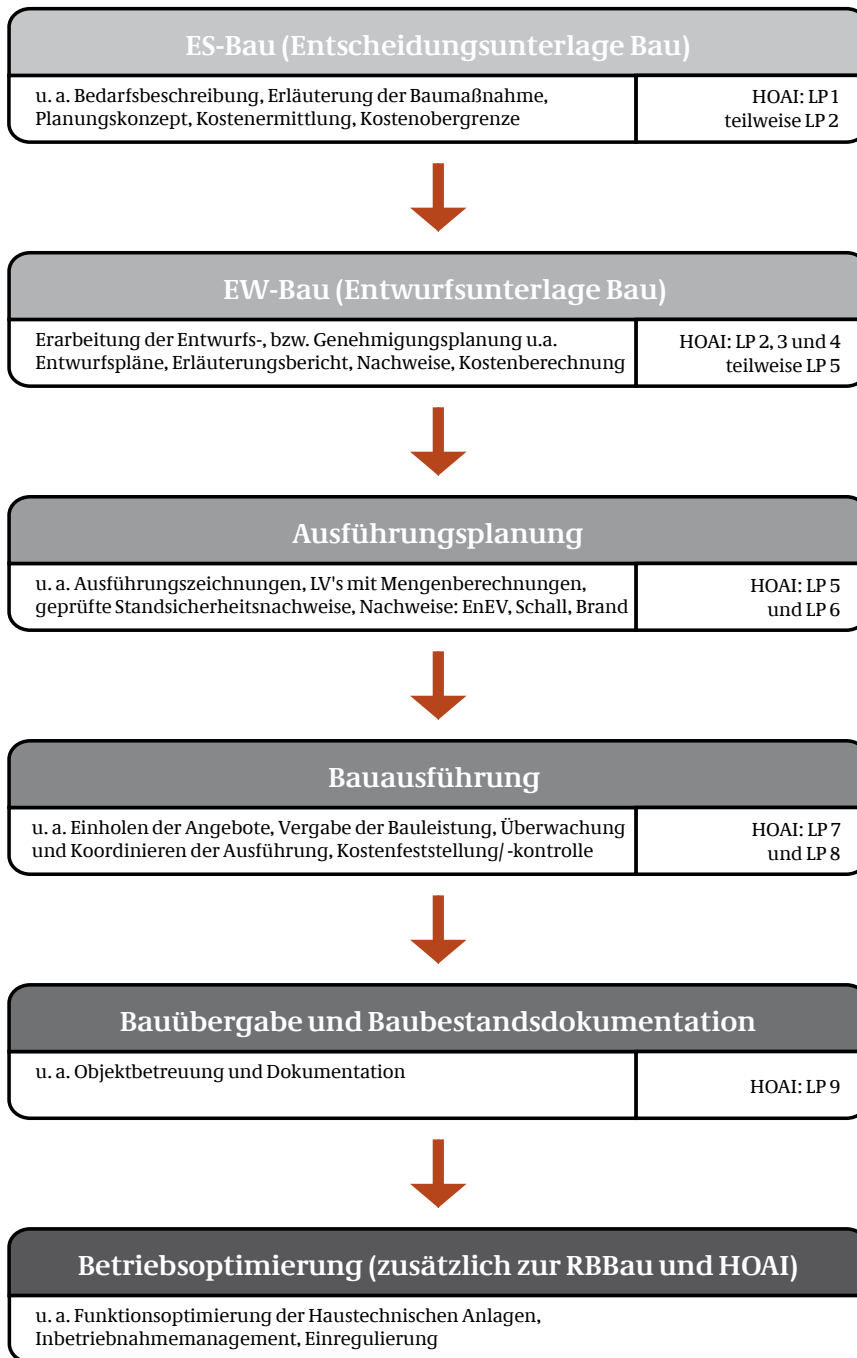 ES-Bau (Entscheidungsunterlage Bau)
u. a. Bedarfsbeschreibung, Erläuterung der Baumaßnahme,
Planungskonzept, Kostenermittlung, Kostenobergrenze
HOAI: LP 1
teilweise LP 2
EW-Bau (Entwurfsunterlage Bau)
Erarbeitung der Entwurfs-, bzw. Genehmigungsplanung u.a.
Entwurfspläne, Erläuterungsbericht, Nachweise, Kostenberechnung
HOAI: LP 2, 3 und 4
teilweise LP 5
Ausführungsplanung
u. a. Ausführungszeichnungen, LV's mit Mengenberechnungen,
geprüfte Standsicherheitsnachweise, Nachweise: EnEV, Schall, Brand
HOAI: LP 5
und LP 6
Bauausführung
u. a. Einholen der Angebote, Vergabe der Bauleistung, Überwachung
und Koordinieren der Ausführung, Kostenfeststellung/ -kontrolle
HOAI: LP 7
und LP 8
Bauübergabe und Baubestandsdokumentation
u. a. Objektbetreuung und Dokumentation
HOAI: LP 9
Betriebsoptimierung (zusätzlich zur RBBau und HOAI)
u. a. Funktionsoptimierung der Haustechnischen Anlagen,
Inbetriebnahmemanagement, Einregulierung